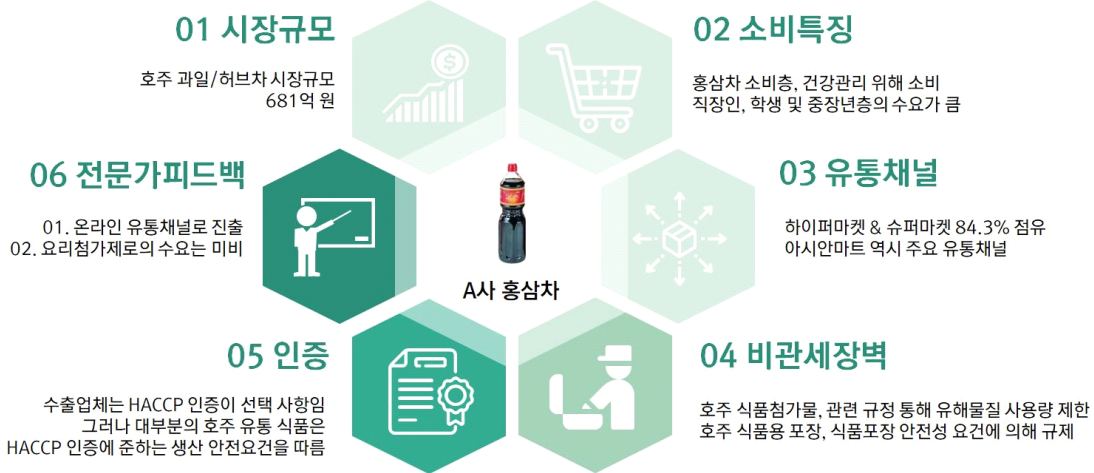 01 시장규모
호주 과일/허브차 시장규모
681억 원
02 소비특징
홍삼차 소비층, 건강관리 위해 소비
직장인, 학생 및 중장년층의 수요가 큼
03 유통채널
하이퍼마켓 & 슈퍼마켓 84.3% 점유
아시안마트 역시 주요 유통채널
04 비관세장벽
호주 식품첨가물, 관련 규정 통해 유해물질 사용량 제한
호주 식품용 포장, 식품포장 안전성 요건에 의해 규제
05 인증
수출업체는 HACCP 인증이 선택 사항임
그러나 대부분의 호주 유통 식품은
HACCP 인증에 준하는 생산 안전요건을 따름
06 전문가피드백
01. 온라인 유통채널로 진출
02. 요리첨가제로의 수요는 미비
A사 홍삼차